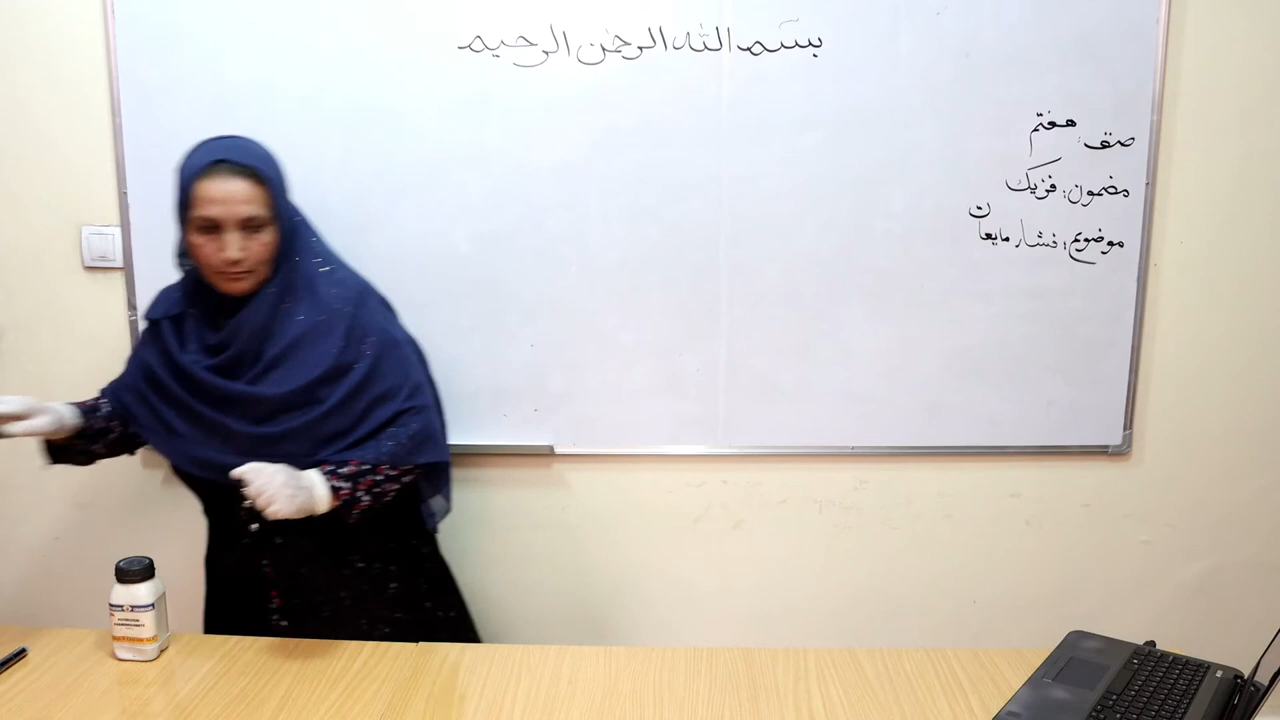 بسم الله الرحمن الرحیم
صنف: هفتم
مضمون: فزیک
موضوع: فشار مایعات